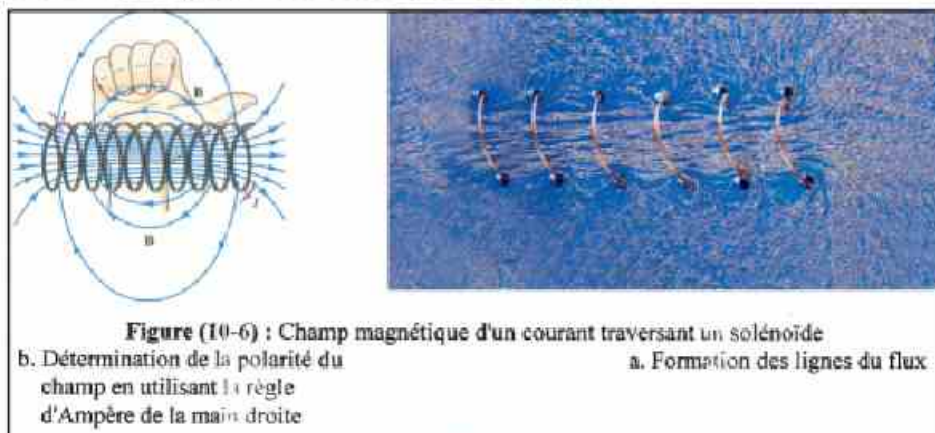 B
B
I
I
Figure (10-6) : Champ magnétique d'un courant traversant un solénoïde
b. Détermination de la polarité du
champ en utilisant la règle
d'Ampère de la main droite
a. Formation des lignes du flux